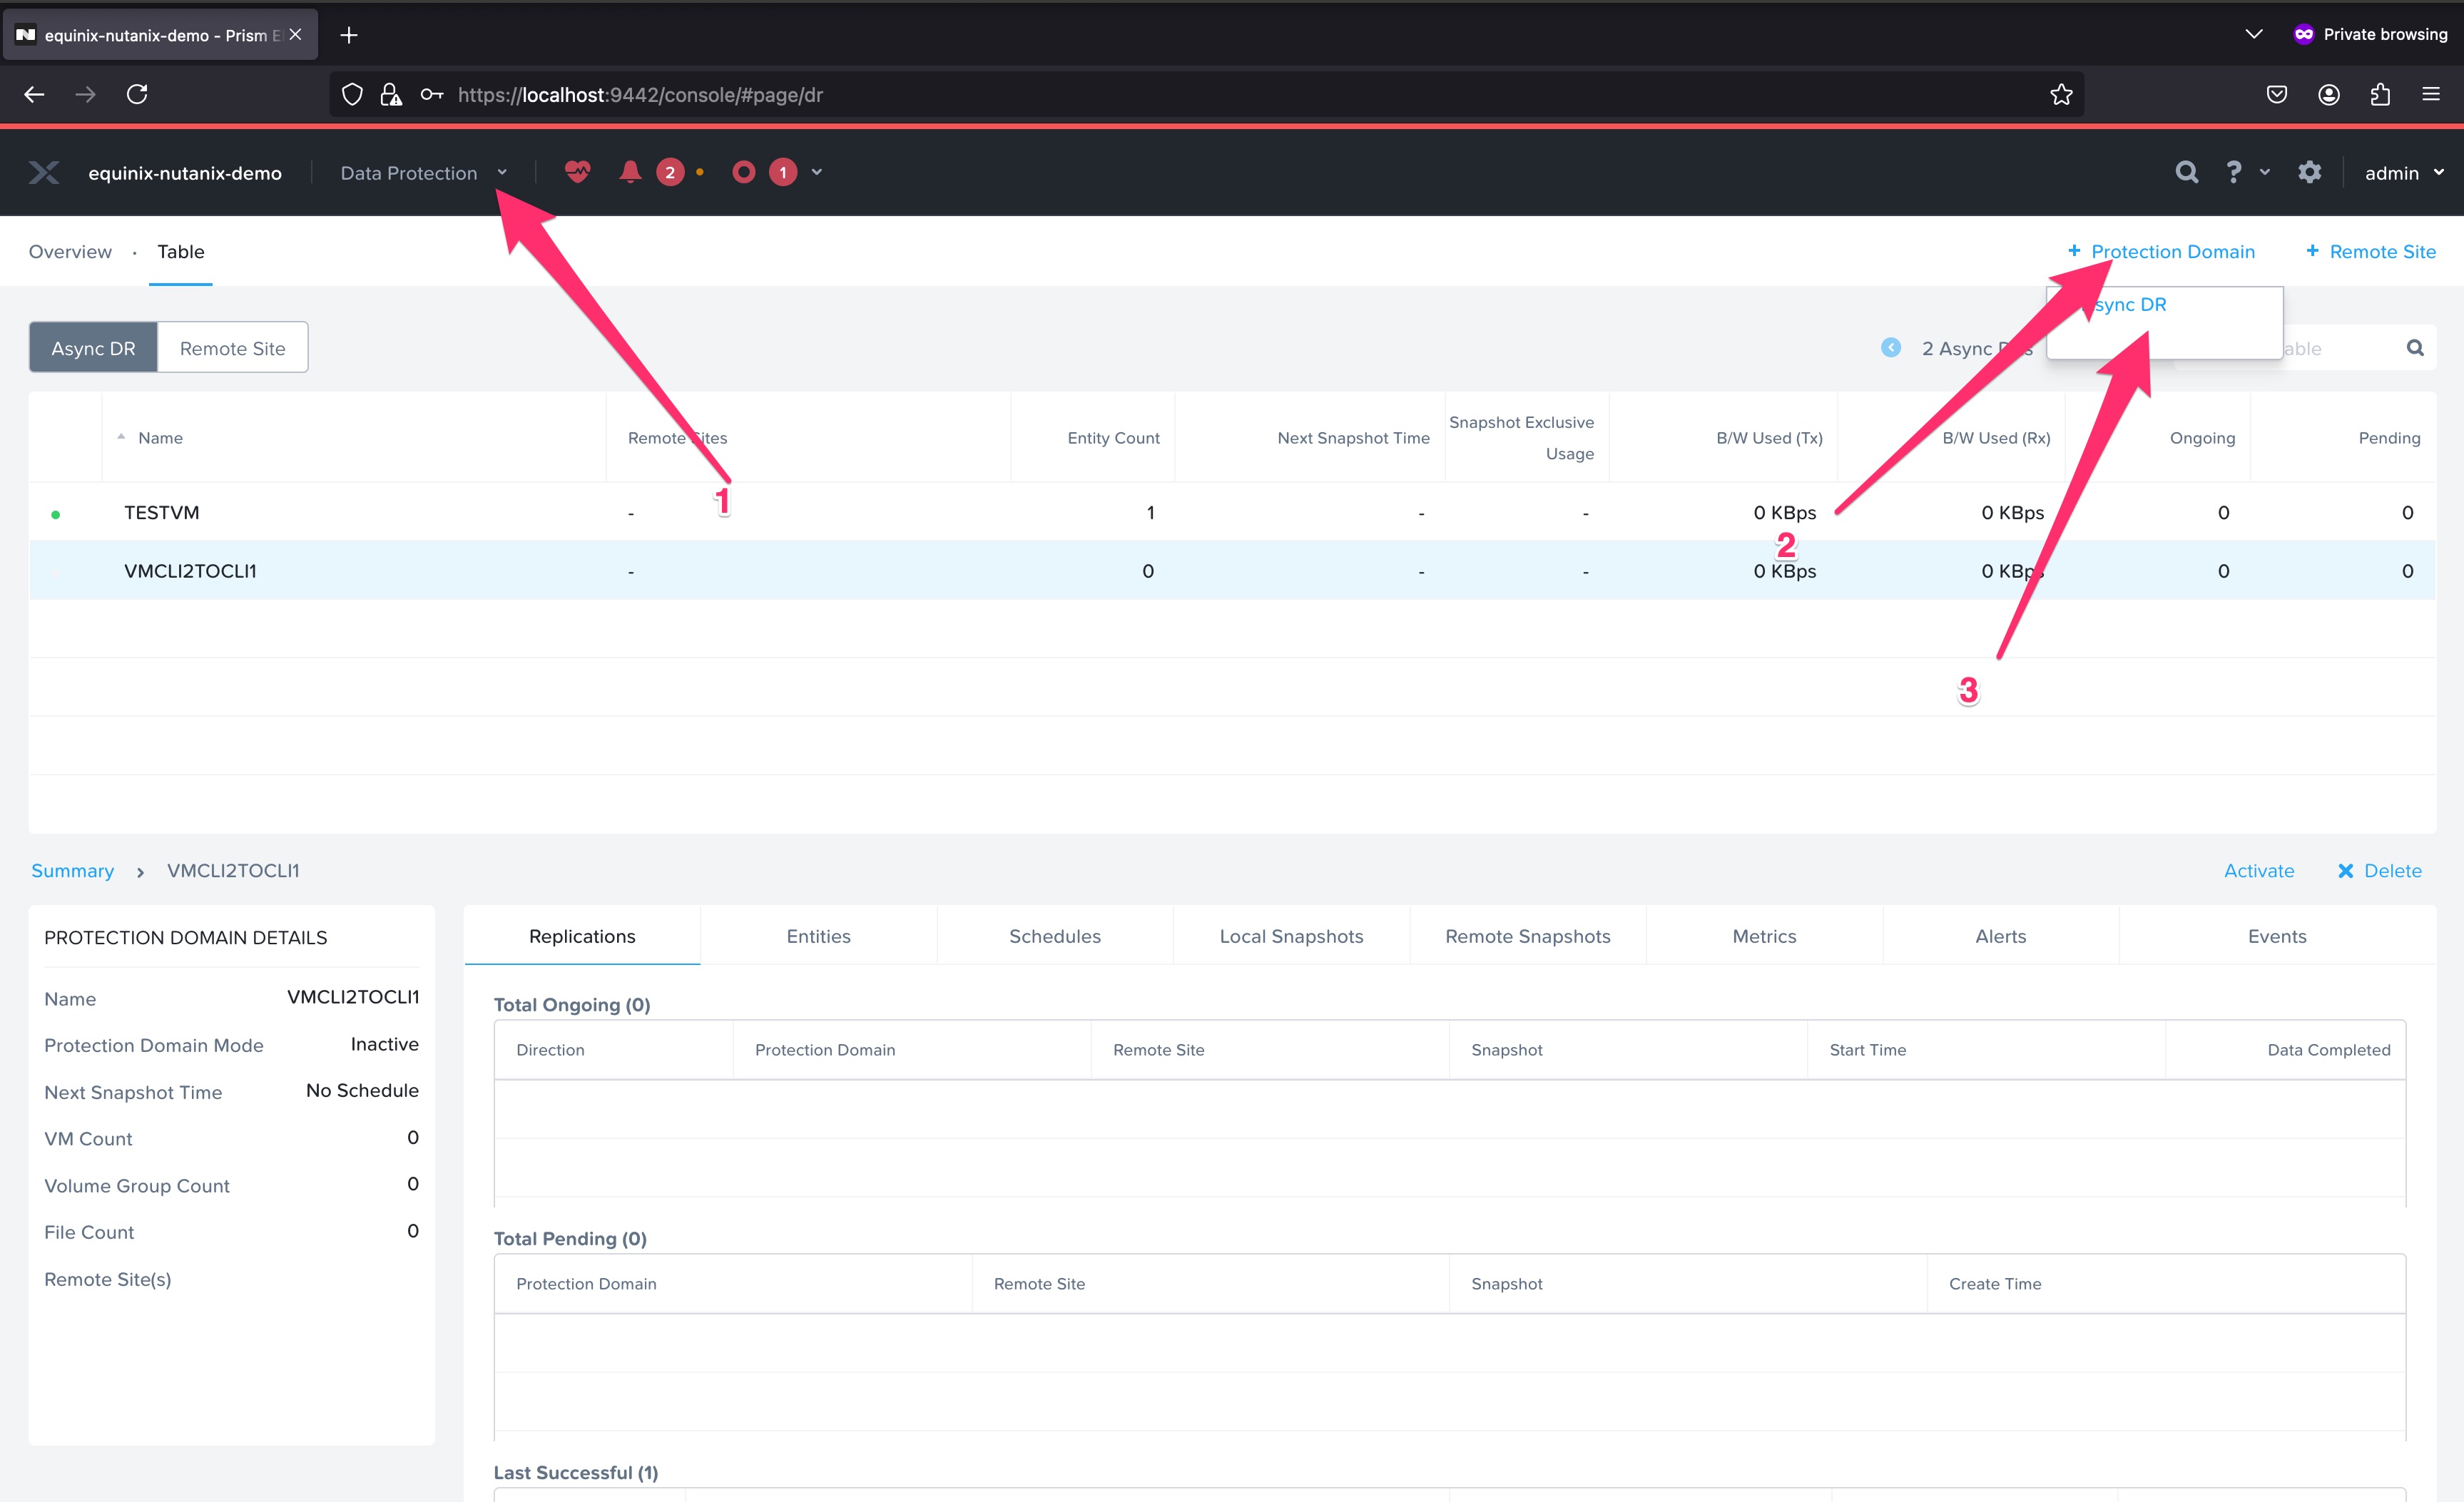 equinix-nutanix-demo - Prism E
Private browsing
https://localhost:9442/console/#page/dr
equinix-nutanix-demo Data Protection 2 1 ? admin
Overview · Table + Protection Domain + Remote Site
sync DR
Async DR Remote Site 2 Async able
Name Remote Sites Entity Count Next Snapshot Time Snapshot Exclusive Usage B/W Used (Tx) B/W Used (Rx) Ongoing Pending
TESTVM - 1 - - 0 KBps 0 KBps 0 0
1
2
VMCLI2TOCLI1 - 0 - - 0 KBps 0 KBps 0 0
3
Summary > VMCLI2TOCLI1 Activate Delete
PROTECTION DOMAIN DETAILS
Name VMCLI2TOCLI1
Protection Domain Mode Inactive
Next Snapshot Time No Schedule
VM Count 0
Volume Group Count 0
File Count 0
Remote Site(s)
Replications Entities Schedules Local Snapshots Remote Snapshots Metrics Alerts Events
Total Ongoing (0)
Direction Protection Domain Remote Site Snapshot Start Time Data Completed
Total Pending (0)
Protection Domain Remote Site Snapshot Create Time
Last Successful (1)